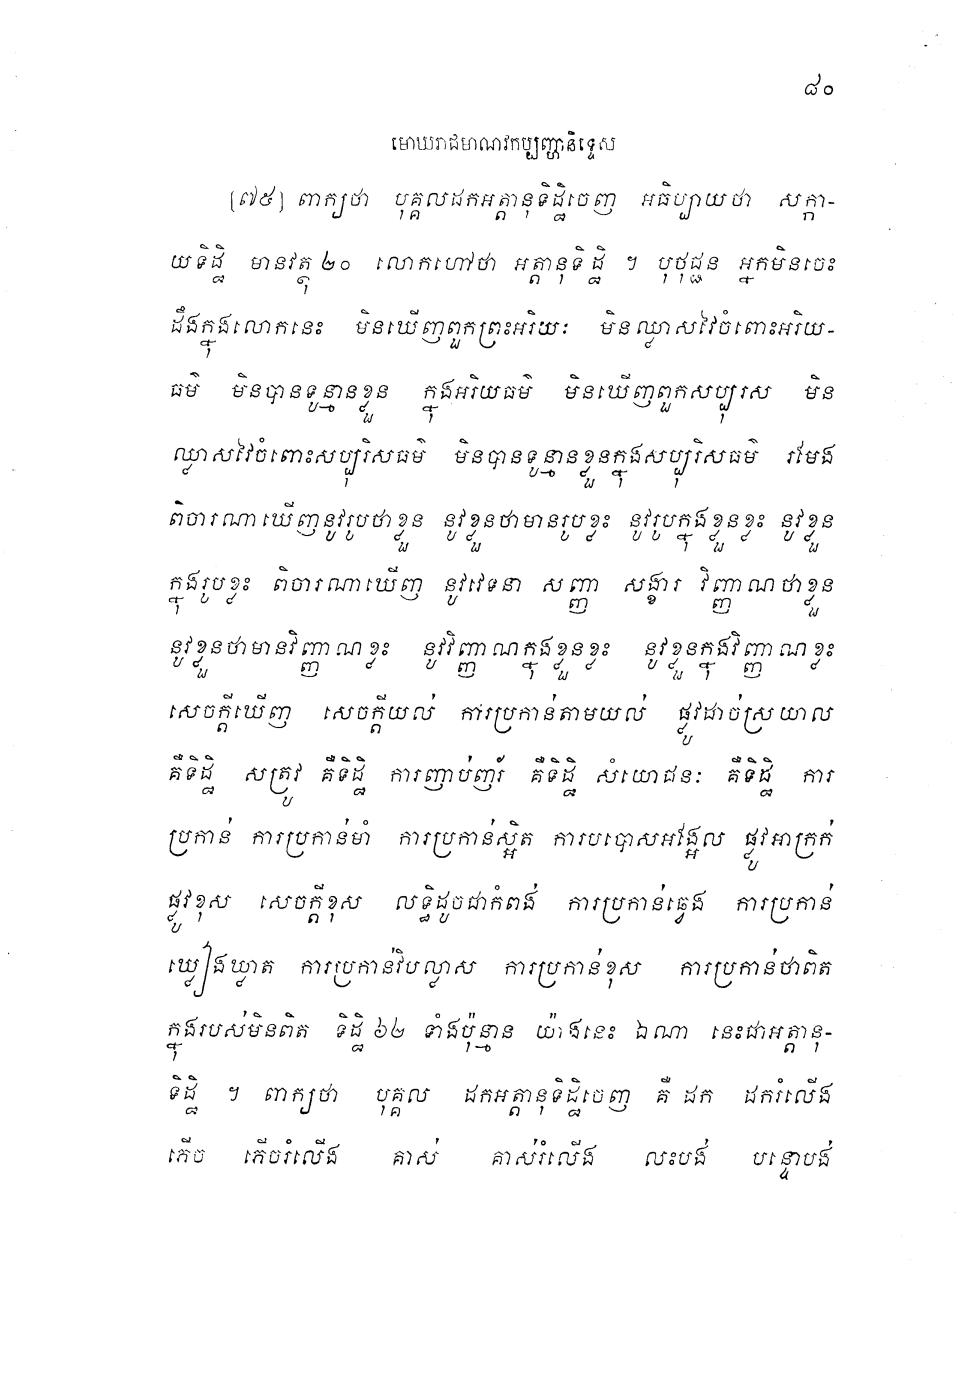 ៨០
មោឃរាជមាណវកប្បញ្ហានិទ្ទេស
[៧៥] ពាក្យថា បុគ្គលដកអត្តានុទិដ្ឋិចេញ អធិប្បាយថា សក្កា-
យទិដ្ឋិ មានវត្ថុ ២០ លោកហៅថា អត្តានុទិដ្ឋិ ។ បុថុជ្ជន អ្នកមិនចេះ
ដឹងក្នុងលោកនេះ មិនឃើញពួកព្រះអរិយៈ មិនឈ្លាសវៃចំពោះអរិយ-
ធម៌ មិនបានទូន្មានខ្លួន ក្នុងអរិយធម៌ មិនឃើញពួកសប្បុរស មិន
ឈ្លាសវៃចំពោះសប្បុរិសធម៌ មិនបានទូន្មានខ្លួនក្នុងសប្បុរិសធម៌ រមែង
ពិចារណាឃើញនូវរូបថាខ្លួន នូវខ្លួនថាមានរូបខ្លះ នូវរូបក្នុងខ្លួនខ្លះ នូវខ្លួន
ក្នុងរូបខ្លះ ពិចារណាឃើញ នូវវេទនា សញ្ញា សង្ខារ វិញ្ញាណថាខ្លួន
នូវខ្លួនថាមានវិញ្ញាណខ្លះ នូវវិញ្ញាណក្នុងខ្លួនខ្លះ នូវខ្លួនក្នុងវិញ្ញាណខ្លះ
សេចក្តីឃើញ សេចក្តីយល់ ការប្រកាន់តាមយល់ ផ្លូវដាច់ស្រយាល
គឺទិដ្ឋិ សត្រូវ គឺទិដ្ឋិ ការញាប់ញ័រ គឺទិដ្ឋិ សំយោជនៈ គឺទិដ្ឋិ ការ
ប្រកាន់ ការប្រកាន់មាំ ការប្រកាន់ស្អិត ការបបោសអង្អែល ផ្លូវអាក្រក់
ផ្លូវខុស សេចក្តីខុស លទ្ធិដូចជាកំពង់ ការប្រកាន់ធ្វេង ការប្រកាន់
ឃ្លៀងឃ្លាត ការប្រកាន់វិបល្លាស ការប្រកាន់ខុស ការប្រកាន់ថាពិត
ក្នុងរបស់មិនពិត ទិដ្ឋិ ៦២ ទាំងប៉ុន្មាន យ៉ាងនេះ ឯណា នេះជាអត្តានុ-
ទិដ្ឋិ ។ ពាក្យថា បុគ្គល ដកអត្តានុទិដ្ឋិចេញ គឺ ដក ដករំលើង
កើច កើចរំលើង គាស់ គាស់រំលើង លះបង់ បន្ទោបង់